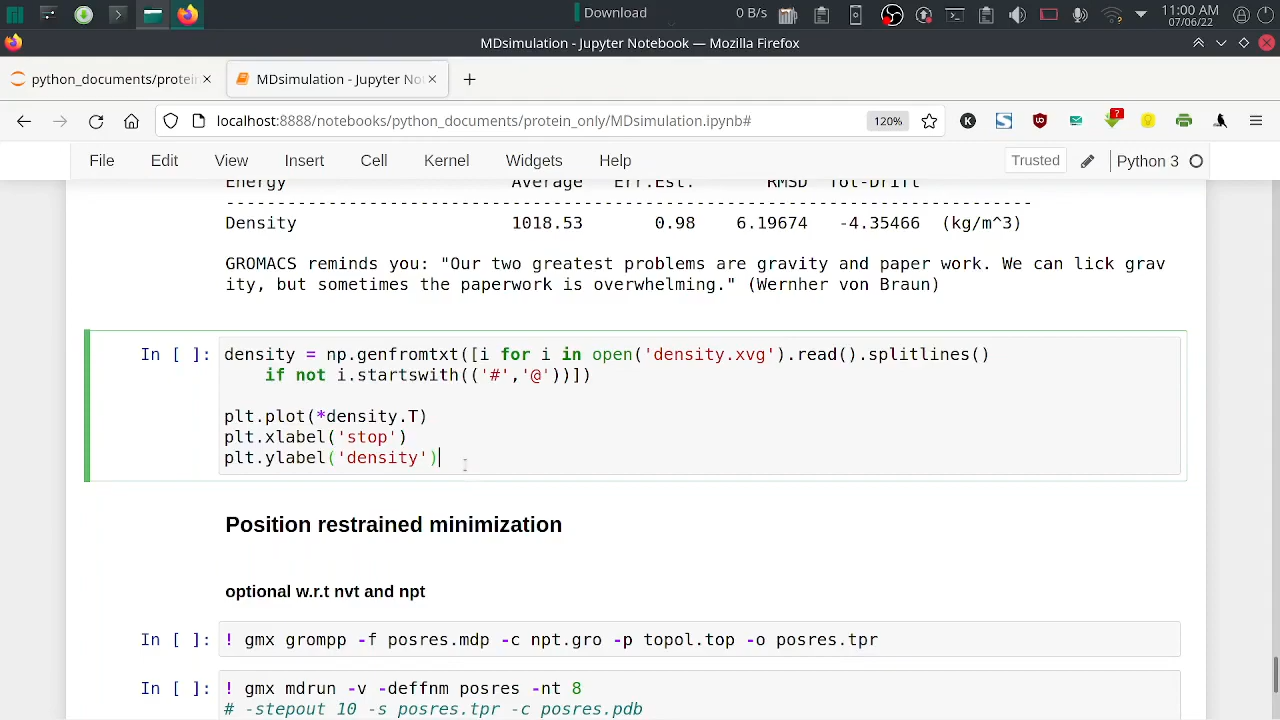 Download
0 B/s
11:00 AM
07/06/22
MDsimulation - Jupyter Notebook — Mozilla Firefox
python_documents/protein
MDsimulation - Jupyter No
localhost:8888/notebooks/python_documents/protein_only/MDsimulation.ipynb#
120%
File Edit View Insert Cell Kernel Widgets Help
Trusted
Python 3
Energy Average Err.Est. RMSD Tot-Drift
-------------------------------------------------------------------------------
Density 1018.53 0.98 6.19674 -4.35466 (kg/m^3)
GROMACS reminds you: "Our two greatest problems are gravity and paper work. We can lick grav
ity, but sometimes the paperwork is overwhelming." (Wernher von Braun)
In [ ]: density = np.genfromtxt([i for i in open('density.xvg').read().splitlines()
if not i.startswith(('#','@'))])
plt.plot(*density.T)
plt.xlabel('stop')
plt.ylabel('density')
Position restrained minimization
optional w.r.t nvt and npt
In [ ]: ! gmx grompp -f posres.mdp -c npt.gro -p topol.top -o posres.tpr
In [ ]: ! gmx mdrun -v -deffnm posres -nt 8
# -stepout 10 -s posres.tpr -c posres.pdb